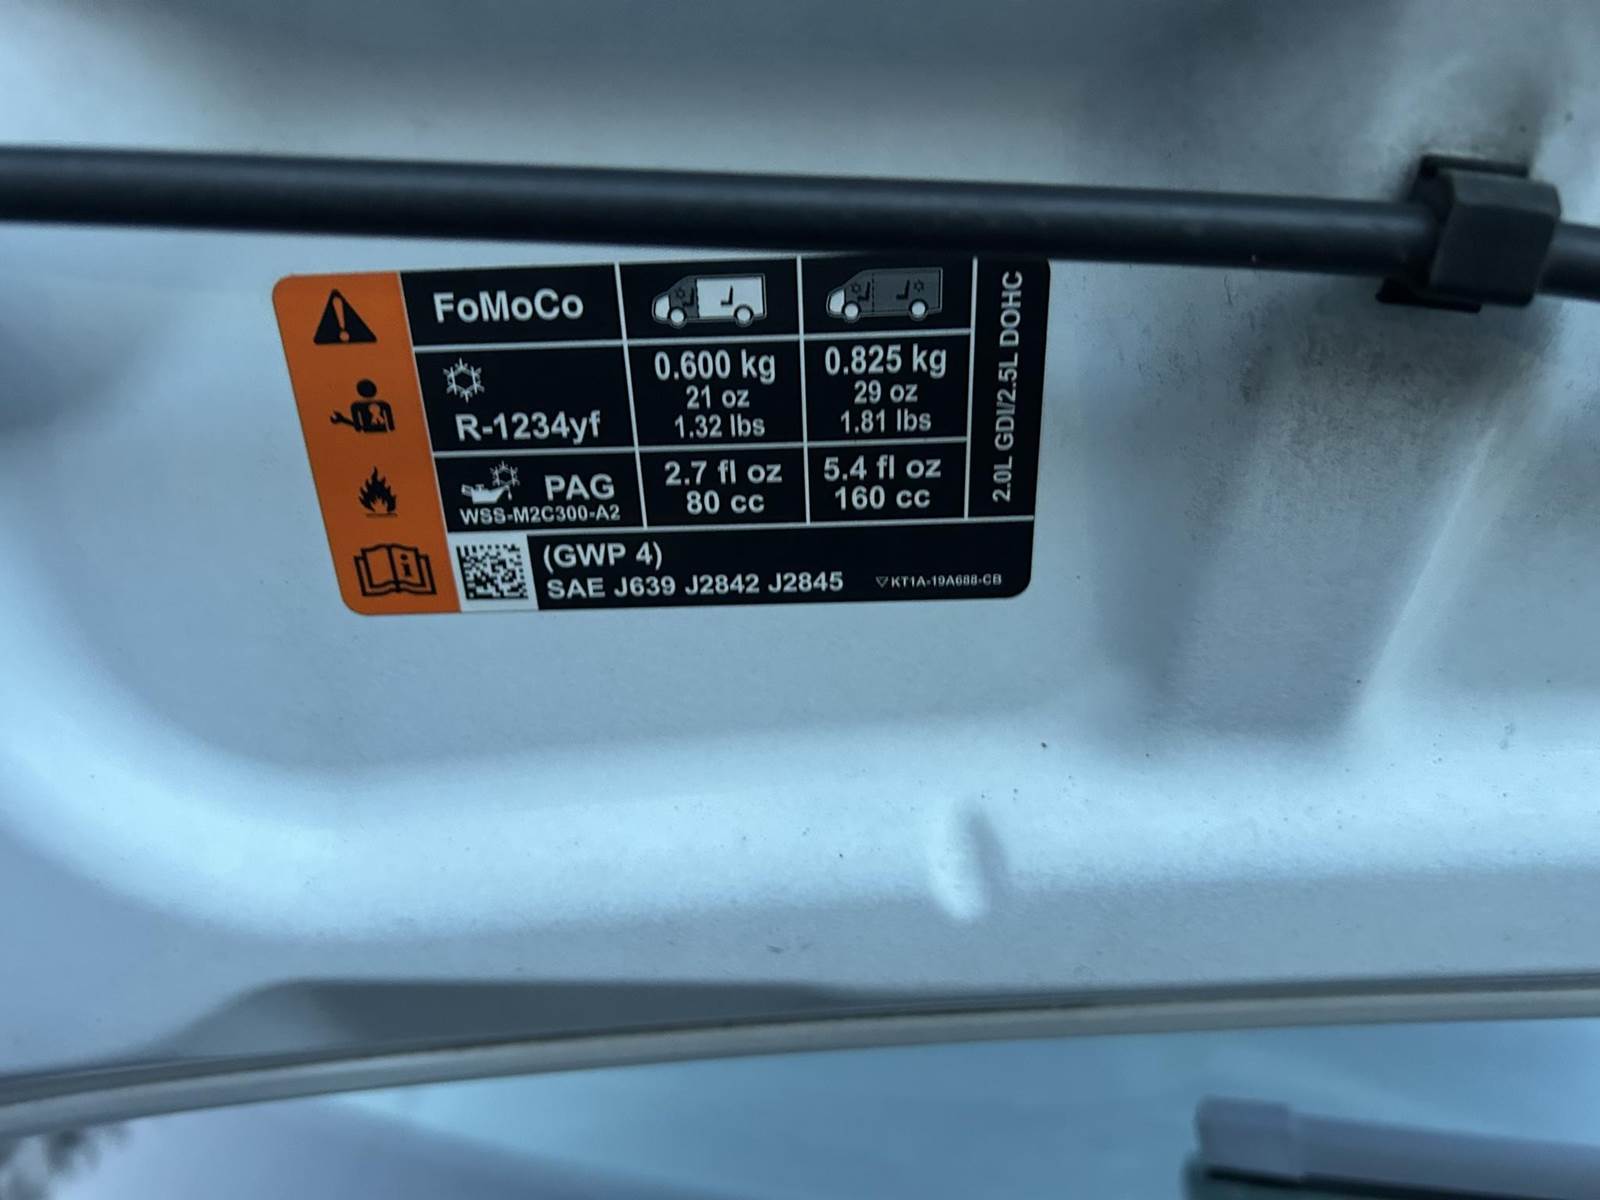 FoMoCo
R-1234yf
0.600 kg
21 oz
1.32 lbs
0.825 kg
29 oz
1.81 lbs
PAG
WSS-M2C300-A2
2.7 fl oz
80 cc
5.4 fl oz
160 cc
2.0L GDI/2.5L DOHC
(GWP 4)
SAE J639 J2842 J2845
KT1A-19A688-CB